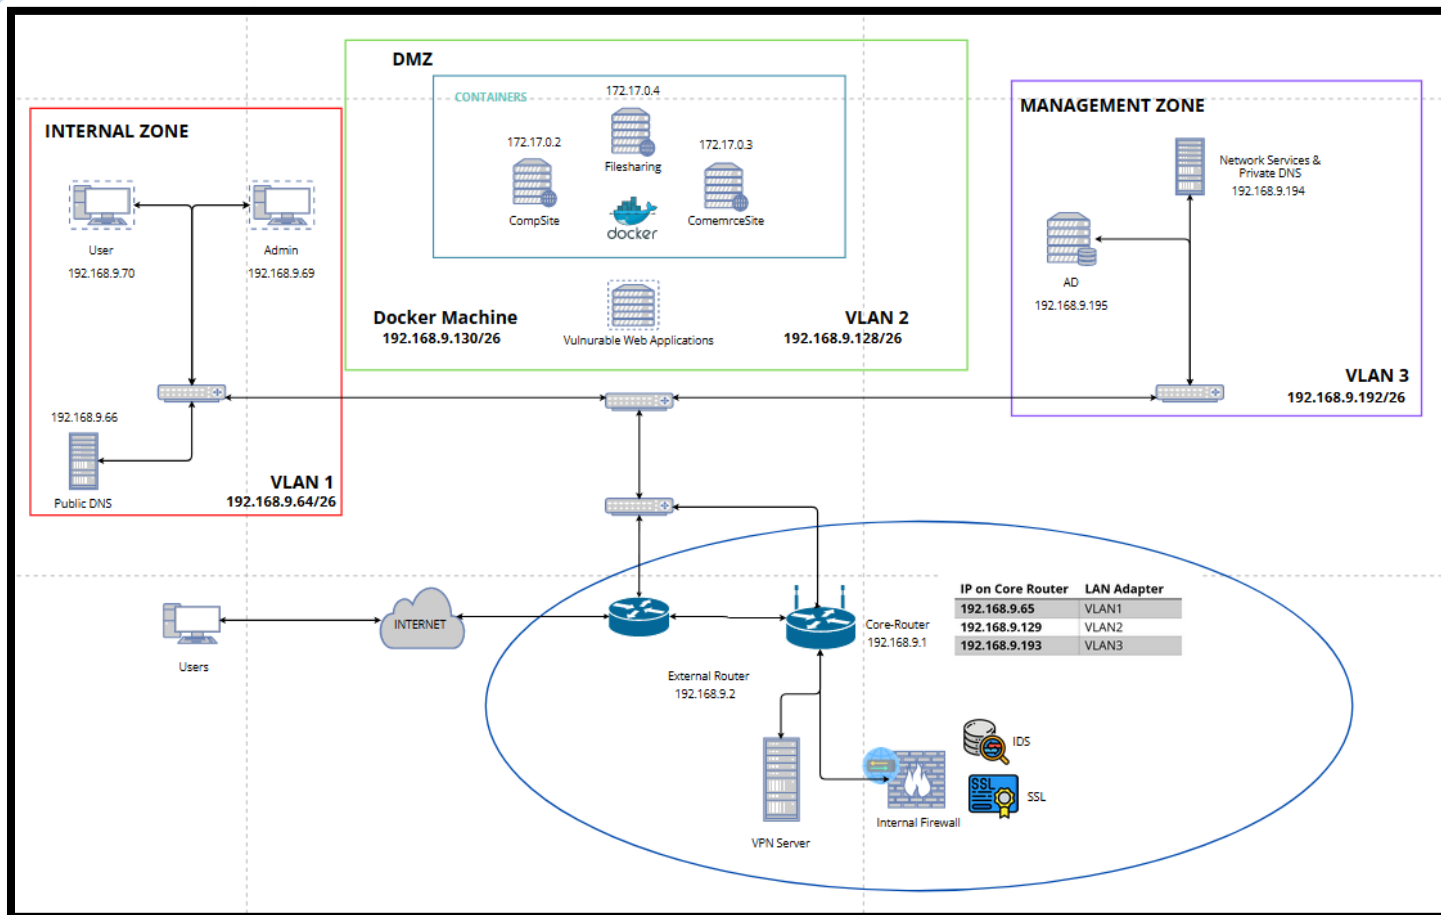 DMZ
CONTAINERS
172.17.0.4
Filesharing
172.17.0.2
CompSite
172.17.0.3
ComemrceSite
docker
Docker Machine
192.168.9.130/26
Vulnurable Web Applications
VLAN 2
192.168.9.128/26
INTERNAL ZONE
User
192.168.9.70
Admin
192.168.9.69
192.168.9.66
Public DNS
VLAN 1
192.168.9.64/26
MANAGEMENT ZONE
Network Services &
Private DNS
192.168.9.194
AD
192.168.9.195
VLAN 3
192.168.9.192/26
Users
INTERNET
External Router
192.168.9.2
Core-Router
192.168.9.1
IP on Core Router LAN Adapter
192.168.9.65 VLAN1
192.168.9.129 VLAN2
192.168.9.193 VLAN3
IDS
SSL
SSL
Internal Firewall
VPN Server